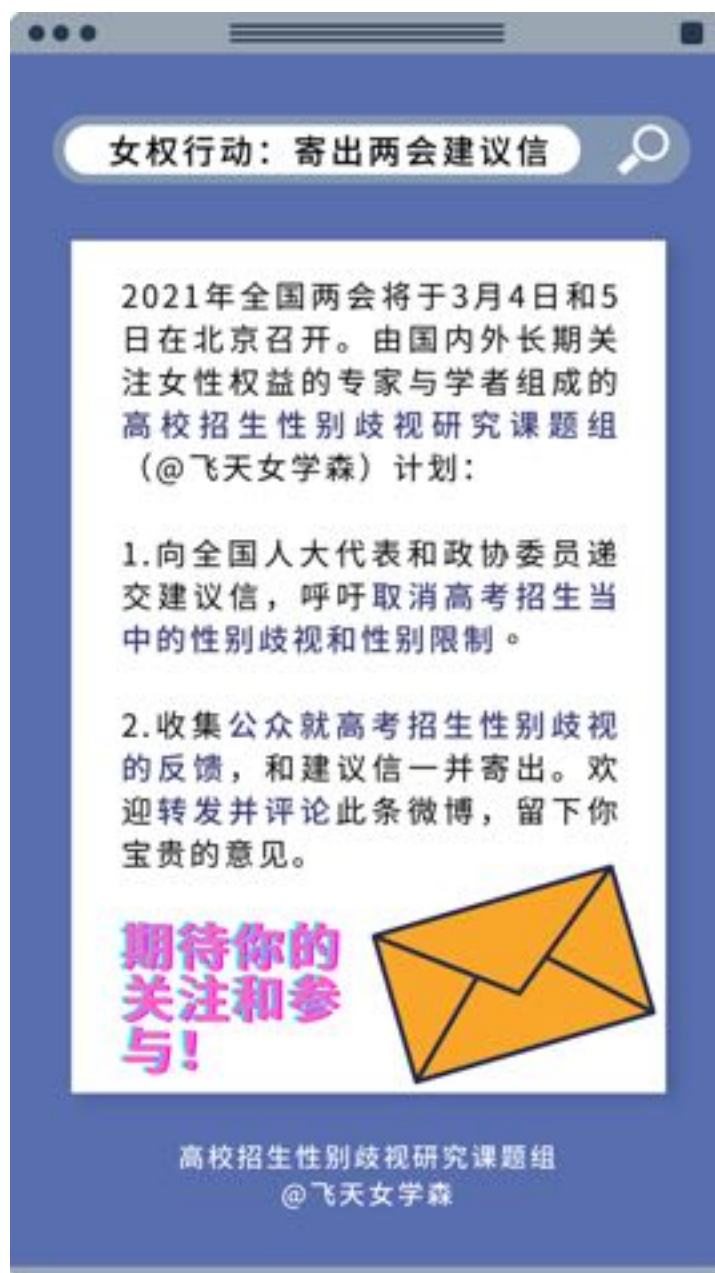 女权行动：寄出两会建议信
2021年全国两会将于3月4日和5
日在北京召开。由国内外长期关
注女性权益的专家与学者组成的
高校招生性别歧视研究课题组
（@飞天女学森）计划：
1.向全国人大代表和政协委员递
交建议信，呼吁取消高考招生当
中的性别歧视和性别限制。
2.收集公众就高考招生性别歧视
的反馈，和建议信一并寄出。欢
迎转发并评论此条微博，留下你
宝贵的意见。
期待你的
关注和参
与！
高校招生性别歧视研究课题组
@飞天女学森